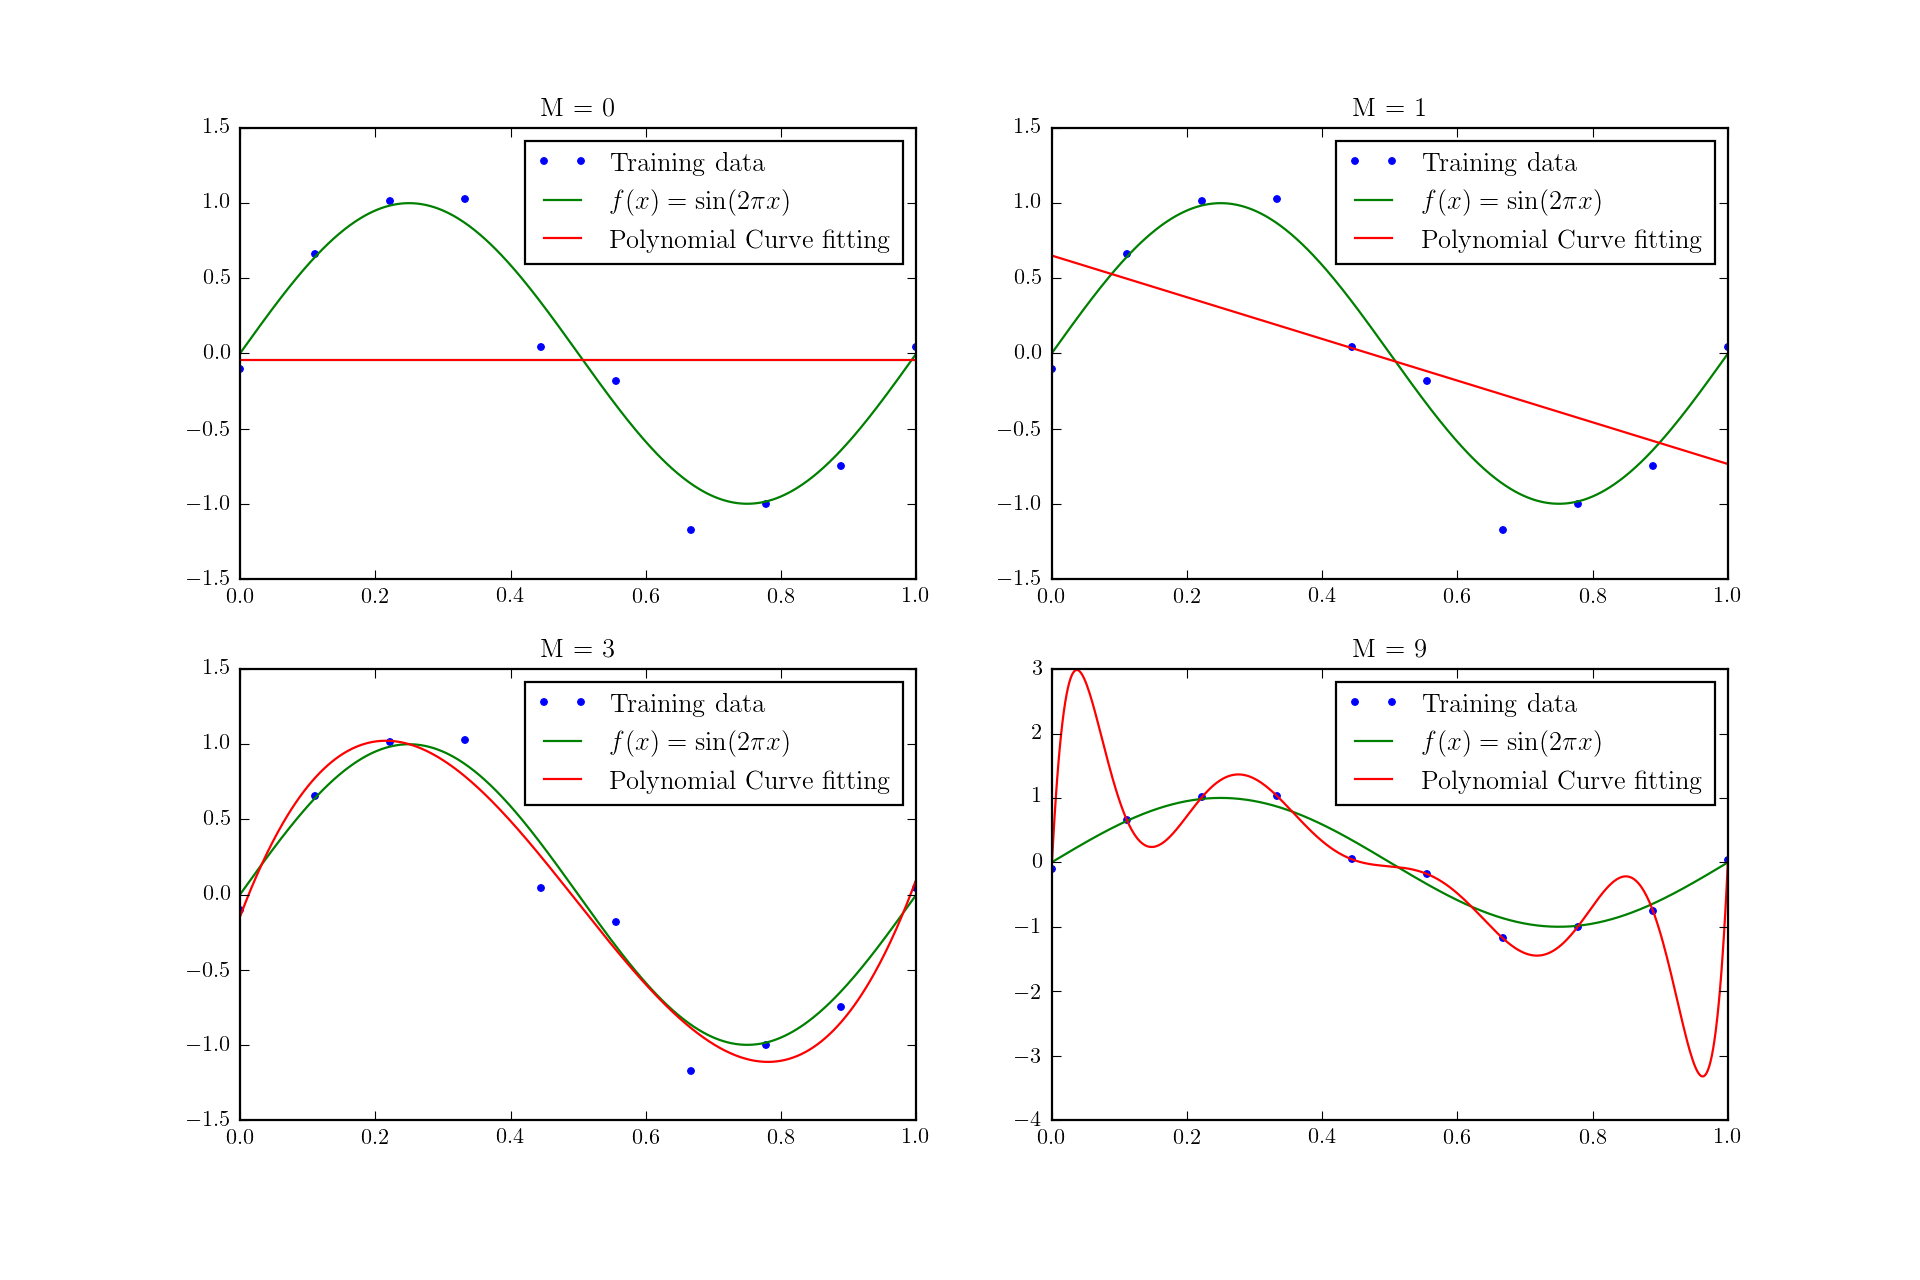 M = 0
1.5
1.0
0.5
0.0
−0.5
−1.0
−1.5
0.0 0.2 0.4 0.6 0.8 1.0
Training data
f(x) = sin(2πx)
Polynomial Curve fitting
M = 1
1.5
1.0
0.5
0.0
−0.5
−1.0
−1.5
0.0 0.2 0.4 0.6 0.8 1.0
Training data
f(x) = sin(2πx)
Polynomial Curve fitting
M = 3
1.5
1.0
0.5
0.0
−0.5
−1.0
−1.5
0.0 0.2 0.4 0.6 0.8 1.0
Training data
f(x) = sin(2πx)
Polynomial Curve fitting
M = 9
3
2
1
0
−1
−2
−3
−4
0.0 0.2 0.4 0.6 0.8 1.0
Training data
f(x) = sin(2πx)
Polynomial Curve fitting